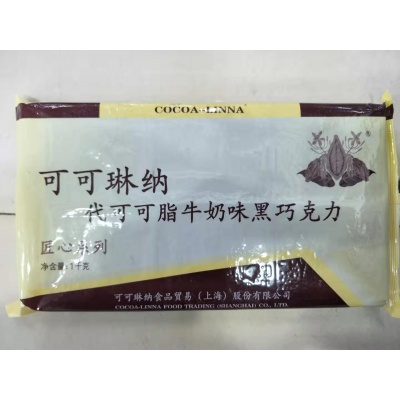 COCOA-LINNA®
可可琳纳
代可可脂牛奶味黑巧克力
匠心系列
净含量:1千克
可可琳纳食品贸易（上海）股份有限公司
COCOA-LINNA FOOD TRADING (SHANGHAI) CO., LTD.